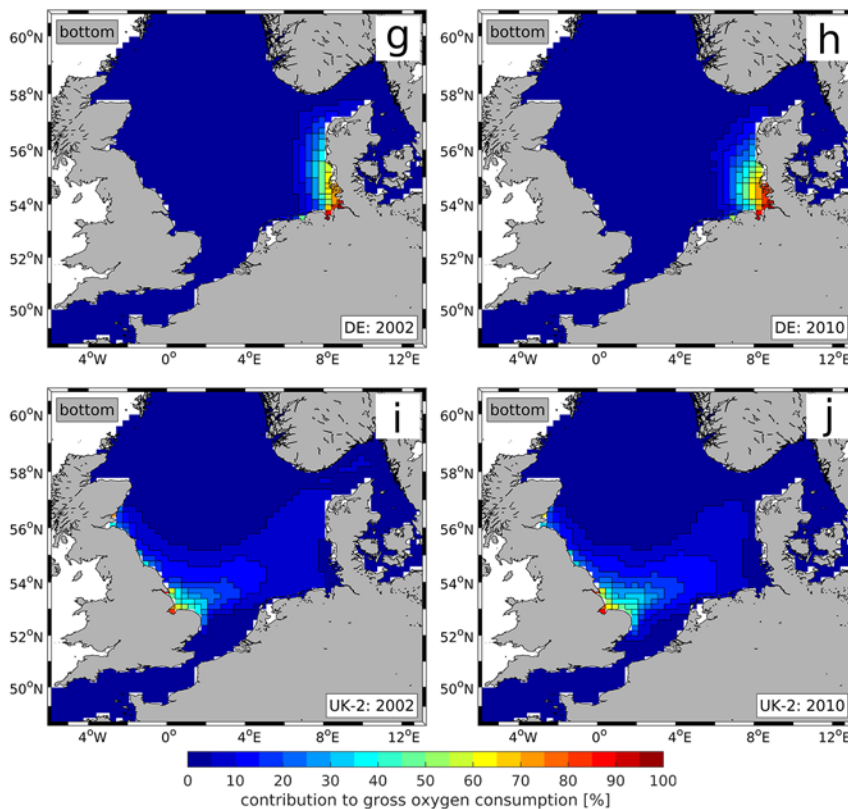 bottom g
bottom h
60°N
58°N
56°N
54°N
52°N
50°N
60°N
58°N
56°N
54°N
52°N
50°N
DE: 2002
DE: 2010
4°W 0° 4°E 8°E 12°E
4°W 0° 4°E 8°E 12°E
bottom i
bottom j
60°N
58°N
56°N
54°N
52°N
50°N
60°N
58°N
56°N
54°N
52°N
50°N
UK-2: 2002
UK-2: 2010
4°W 0° 4°E 8°E 12°E
4°W 0° 4°E 8°E 12°E
0 10 20 30 40 50 60 70 80 90 100
contribution to gross oxygen consumption [%]